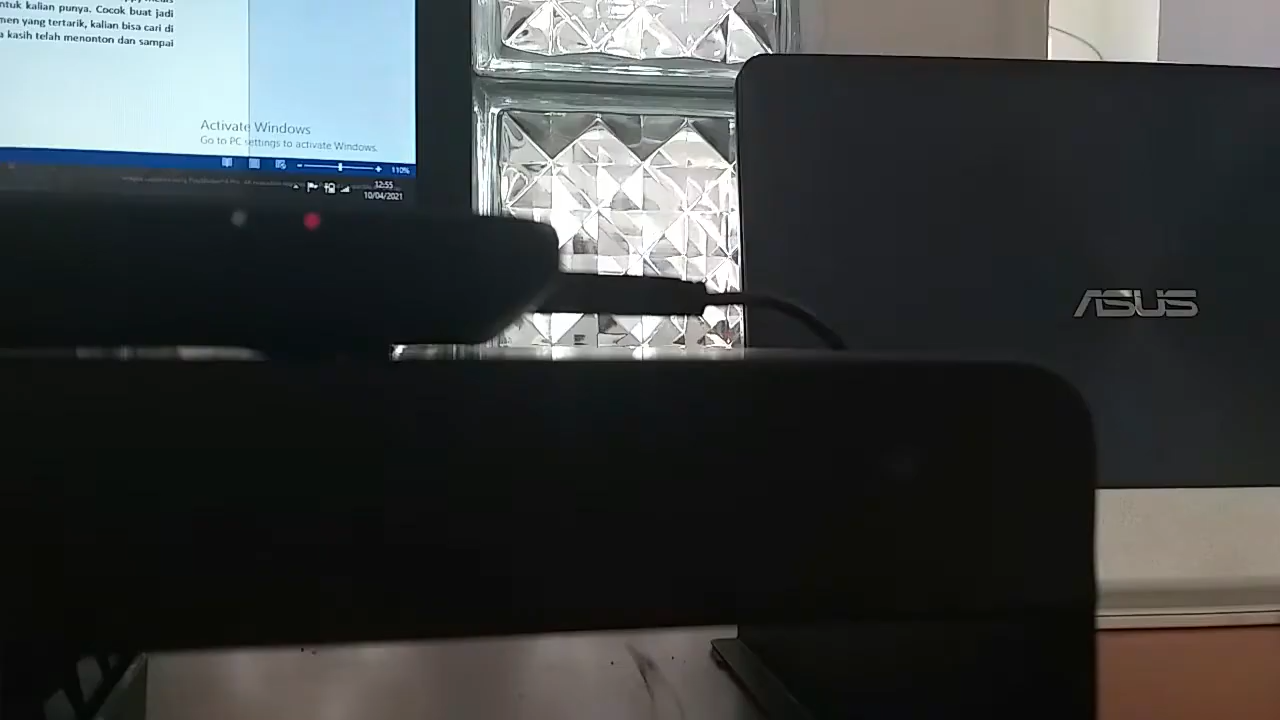 untuk kalian punya. Cocok buat jadi
men yang tertarik, kalian bisa cari di
a kasih telah menonton dan sampai
Activate Windows
Go to PC settings to activate Windows.
110%
12:55
10/04/2021
ASUS